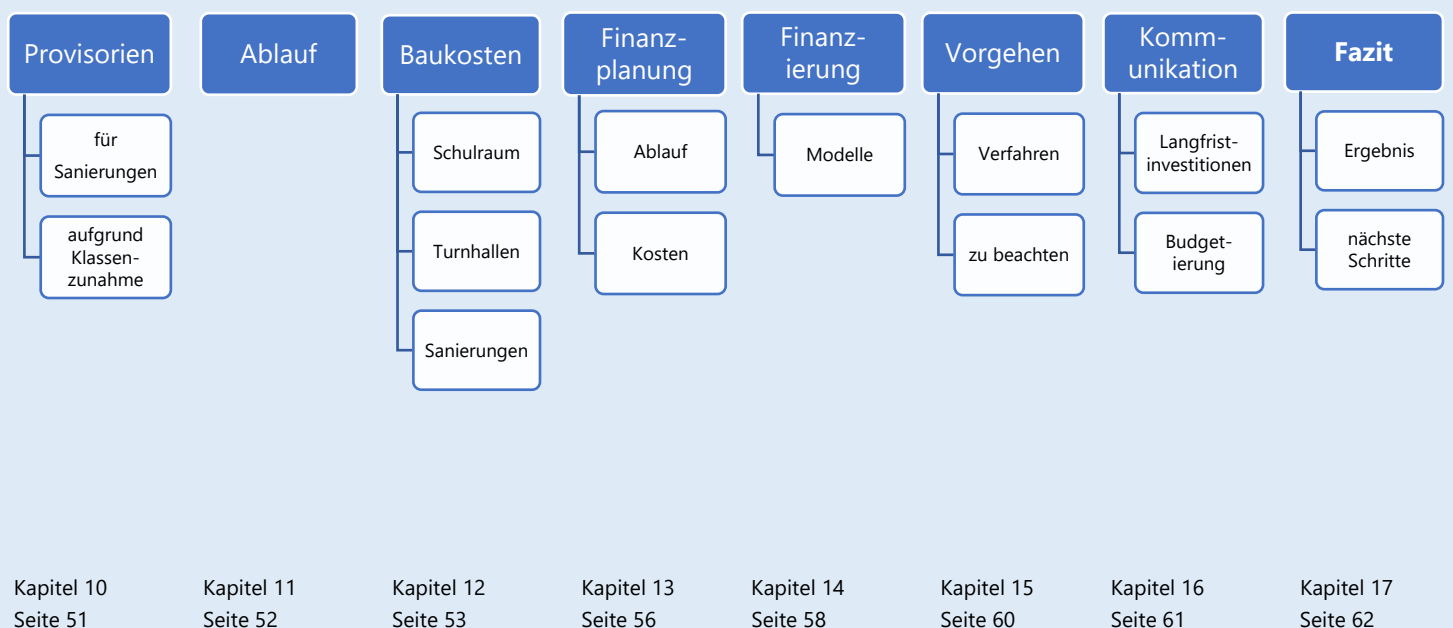 Provisorien
für
Sanierungen
aufgrund
Klassen-
zunahme
Ablauf
Baukosten
Schulraum
Turnhallen
Sanierungen
Finanz-
planung
Ablauf
Kosten
Finanz-
ierung
Modelle
Vorgehen
Verfahren
zu beachten
Komm-
unikation
Langfrist-
investitionen
Budget-
ierung
Fazit
Ergebnis
nächste
Schritte
Kapitel 10
Seite 51
Kapitel 11
Seite 52
Kapitel 12
Seite 53
Kapitel 13
Seite 56
Kapitel 14
Seite 58
Kapitel 15
Seite 60
Kapitel 16
Seite 61
Kapitel 17
Seite 62